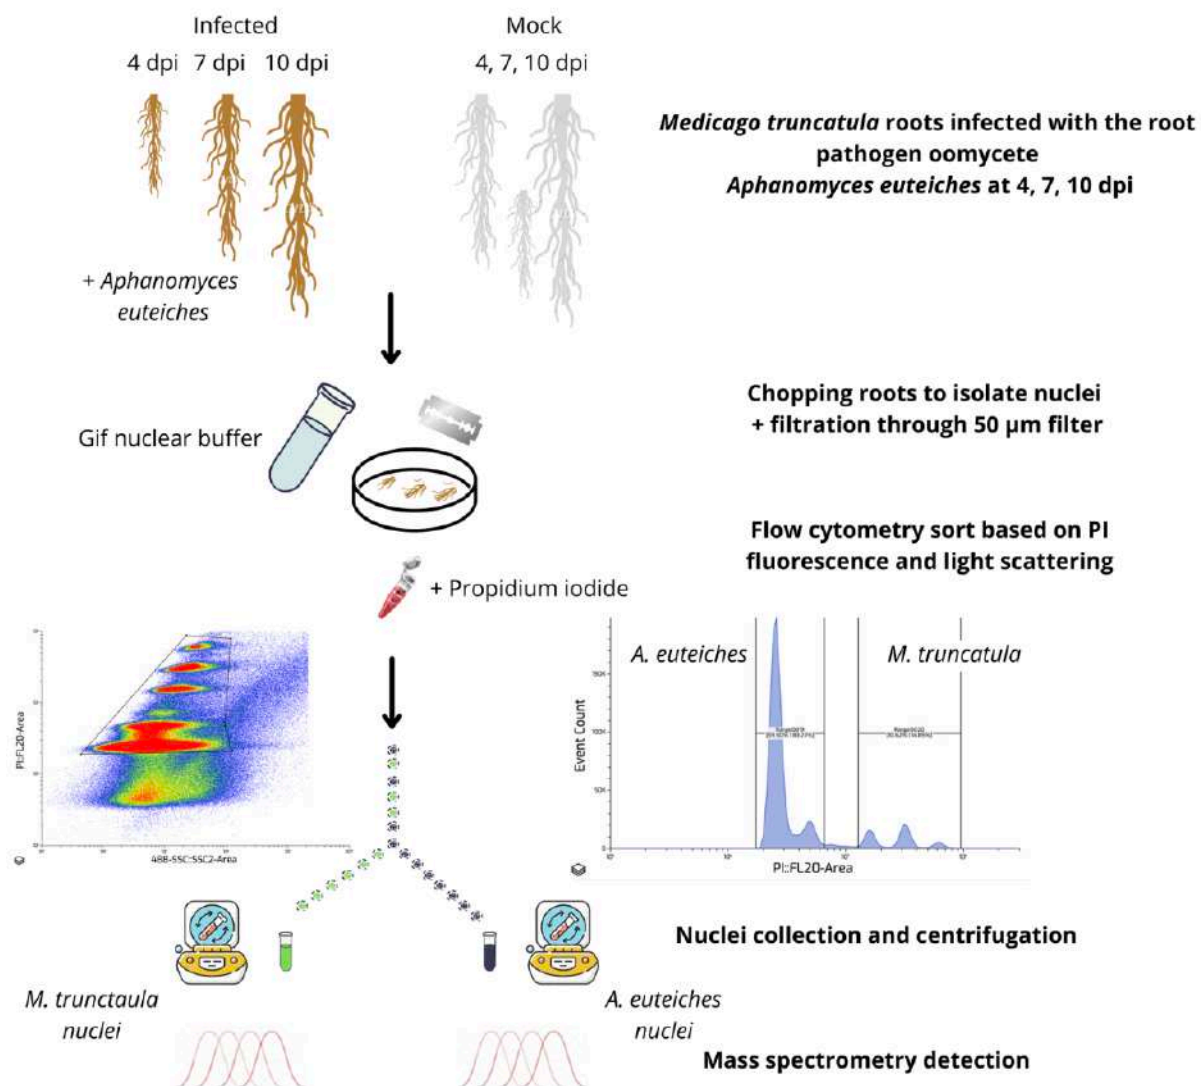 Infected
Mock
4 dpi 7 dpi 10 dpi
4, 7, 10 dpi
Medicago truncatula roots infected with the root
pathogen oomycete
Aphanomyces euteiches at 4, 7, 10 dpi
+ Aphanomyces
euteiches
Chopping roots to isolate nuclei
+ filtration through 50 µm filter
Gif nuclear buffer
Flow cytometry sort based on PI
fluorescence and light scattering
+ Propidium iodide
PI::FL20-Area
488-SSC::SSC2-Area
A. euteiches
M. truncatula
Event Count
100K
50K
PI::FL20-Area
Nuclei collection and centrifugation
M. trunctaula
nuclei
A. euteiches
nuclei
Mass spectrometry detection